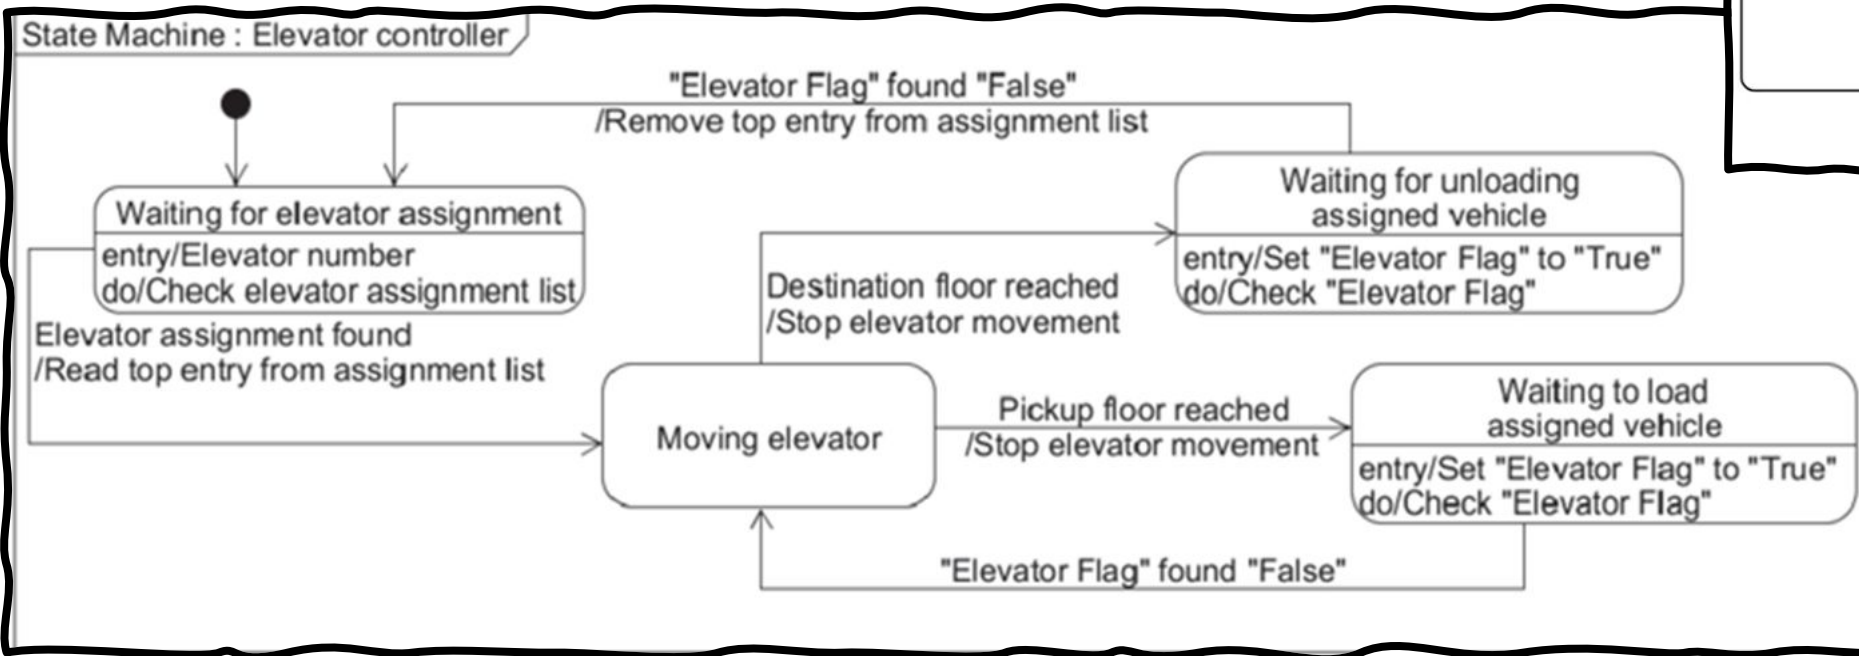 State Machine : Elevator controller
"Elevator Flag" found "False"
/Remove top entry from assignment list
Waiting for elevator assignment
entry/Elevator number
do/Check elevator assignment list
Waiting for unloading
assigned vehicle
entry/Set "Elevator Flag" to "True"
do/Check "Elevator Flag"
Elevator assignment found
/Read top entry from assignment list
Destination floor reached
/Stop elevator movement
Moving elevator
Pickup floor reached
/Stop elevator movement
Waiting to load
assigned vehicle
entry/Set "Elevator Flag" to "True"
do/Check "Elevator Flag"
"Elevator Flag" found "False"